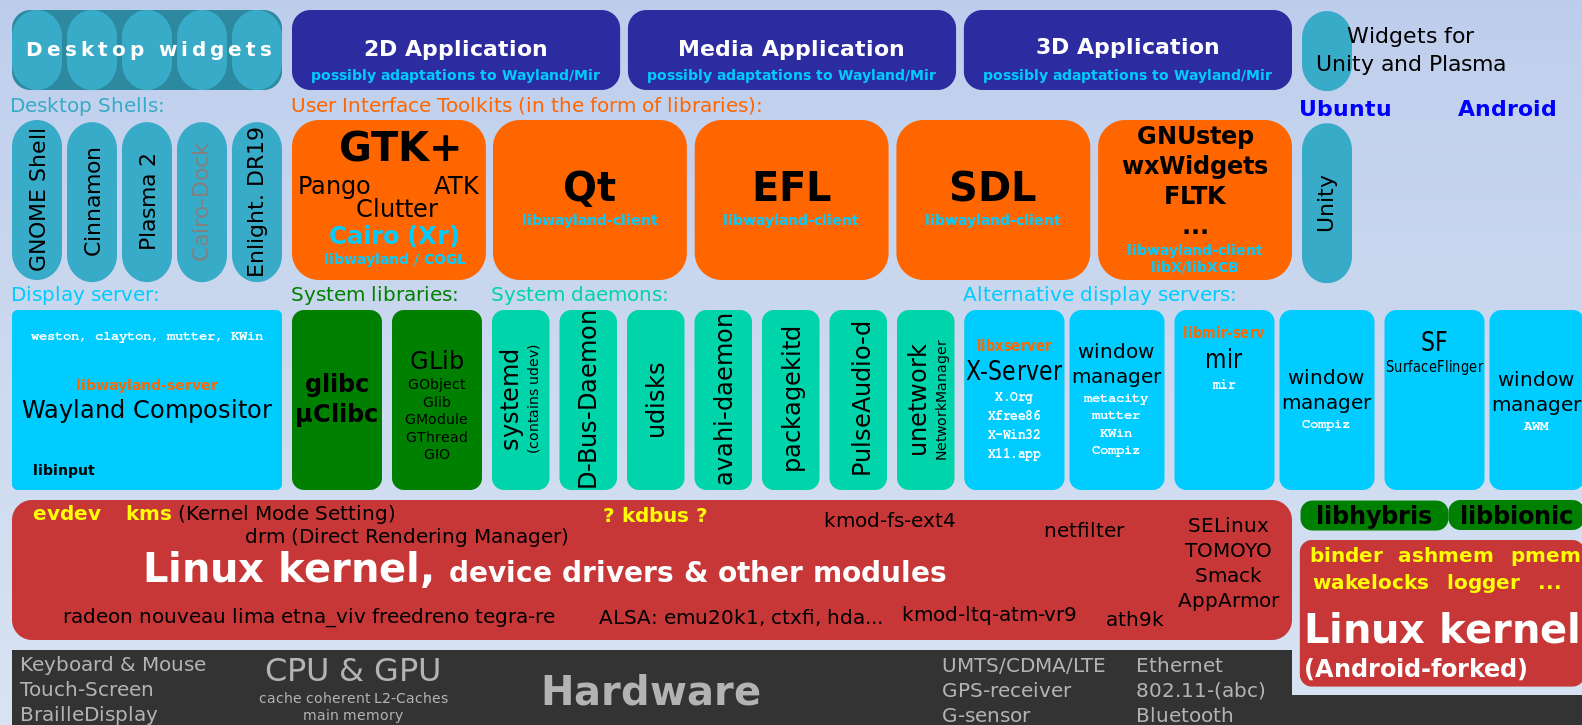 Desktop widgets
2D Application
possibly adaptations to Wayland/Mir
Media Application
possibly adaptations to Wayland/Mir
3D Application
possibly adaptations to Wayland/Mir
Widgets for
Unity and Plasma
Desktop Shells:
User Interface Toolkits (in the form of libraries):
Ubuntu
Android
GNOME Shell
Cinnamon
Plasma 2
Cairo-Dock
Enlight. DR19
GTK+
Pango ATK
Clutter
Cairo (Xr)
libwayland / COGL
Qt
libwayland-client
EFL
libwayland-client
SDL
libwayland-client
GNUstep
wxWidgets
FLTK
...
libwayland-client
libX/libXCB
Unity
Display server:
System libraries:
System daemons:
Alternative display servers:
weston, clayton, mutter, KWin
libwayland-server
Wayland Compositor
libinput
glibc
µClibc
GLib
GObject
Glib
GModule
GThread
GIO
systemd
(contains udev)
D-Bus-Daemon
udisks
avahi-daemon
packagekitd
PulseAudio-d
unetwork
NetworkManager
libxserver
X-Server
X.Org
Xfree86
X-Win32
X11.app
window
manager
metacity
mutter
KWin
Compiz
libmir-serv
mir
mir
window
manager
Compiz
SF
SurfaceFlinger
window
manager
AWM
evdev kms (Kernel Mode Setting)
drm (Direct Rendering Manager)
? kdbus ?
kmod-fs-ext4
netfilter
SELinux
TOMOYO
Smack
AppArmor
Linux kernel, device drivers & other modules
radeon nouveau lima etna_viv freedreno tegra-re
ALSA: emu20k1, ctxfi, hda...
kmod-ltq-atm-vr9
ath9k
libhybris
libbionic
binder ashmem pmem
wakelocks logger ...
Linux kernel
(Android-forked)
Keyboard & Mouse
Touch-Screen
BrailleDisplay
CPU & GPU
cache coherent L2-Caches
main memory
Hardware
UMTS/CDMA/LTE
GPS-receiver
G-sensor
Ethernet
802.11-(abc)
Bluetooth